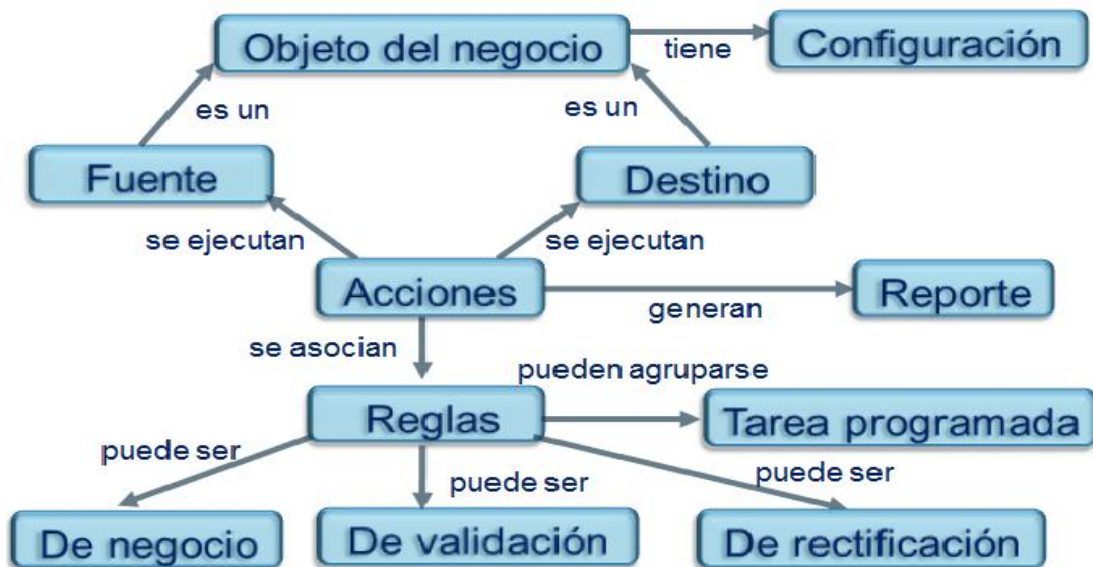 Objeto del negocio
tiene
Configuración
es un
es un
Fuente
Destino
se ejecutan
se ejecutan
Acciones
generan
Reporte
se asocian
pueden agruparse
Reglas
Tarea programada
puede ser
puede ser
puede ser
De negocio
De validación
De rectificación